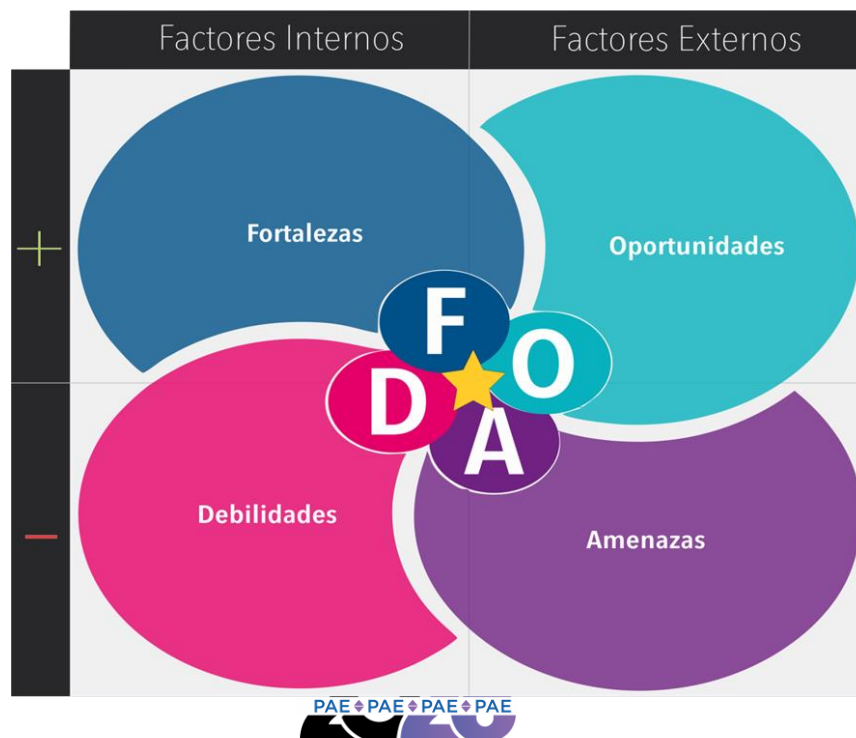 Factores Internos
Factores Externos
+
Fortalezas
Oportunidades
F
O
D
A
−
Debilidades
Amenazas
PAE PAE PAE PAE